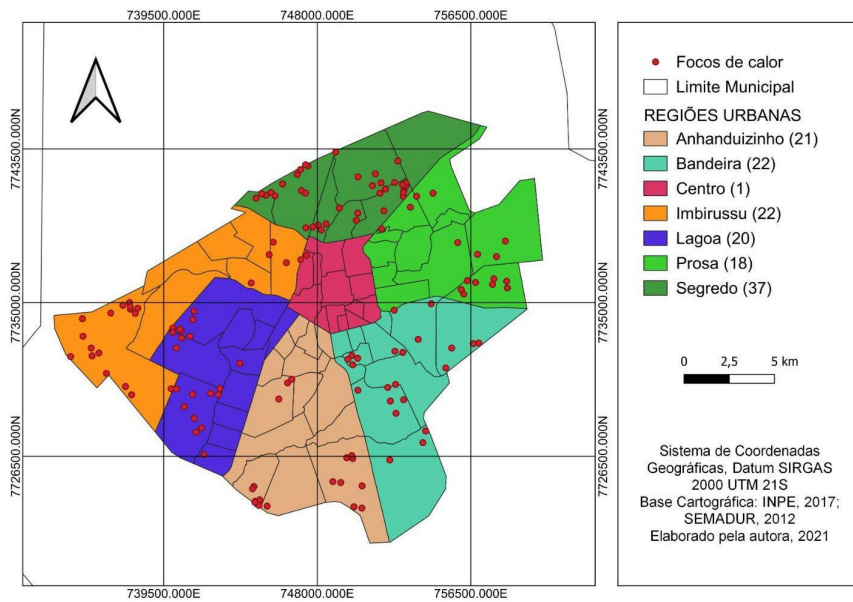 739500.000E 748000.000E 756500.000E
7743500.000N 7743500.000N
7735000.000N 7735000.000N
7726500.000N 7726500.000N
739500.000E 748000.000E 756500.000E
Focos de calor
Limite Municipal
REGIÕES URBANAS
Anhanduizinho (21)
Bandeira (22)
Centro (1)
Imbirussu (22)
Lagoa (20)
Prosa (18)
Segredo (37)
0 2,5 5 km
Sistema de Coordenadas
Geográficas, Datum SIRGAS
2000 UTM 21S
Base Cartográfica: INPE, 2017;
SEMADUR, 2012
Elaborado pela autora, 2021